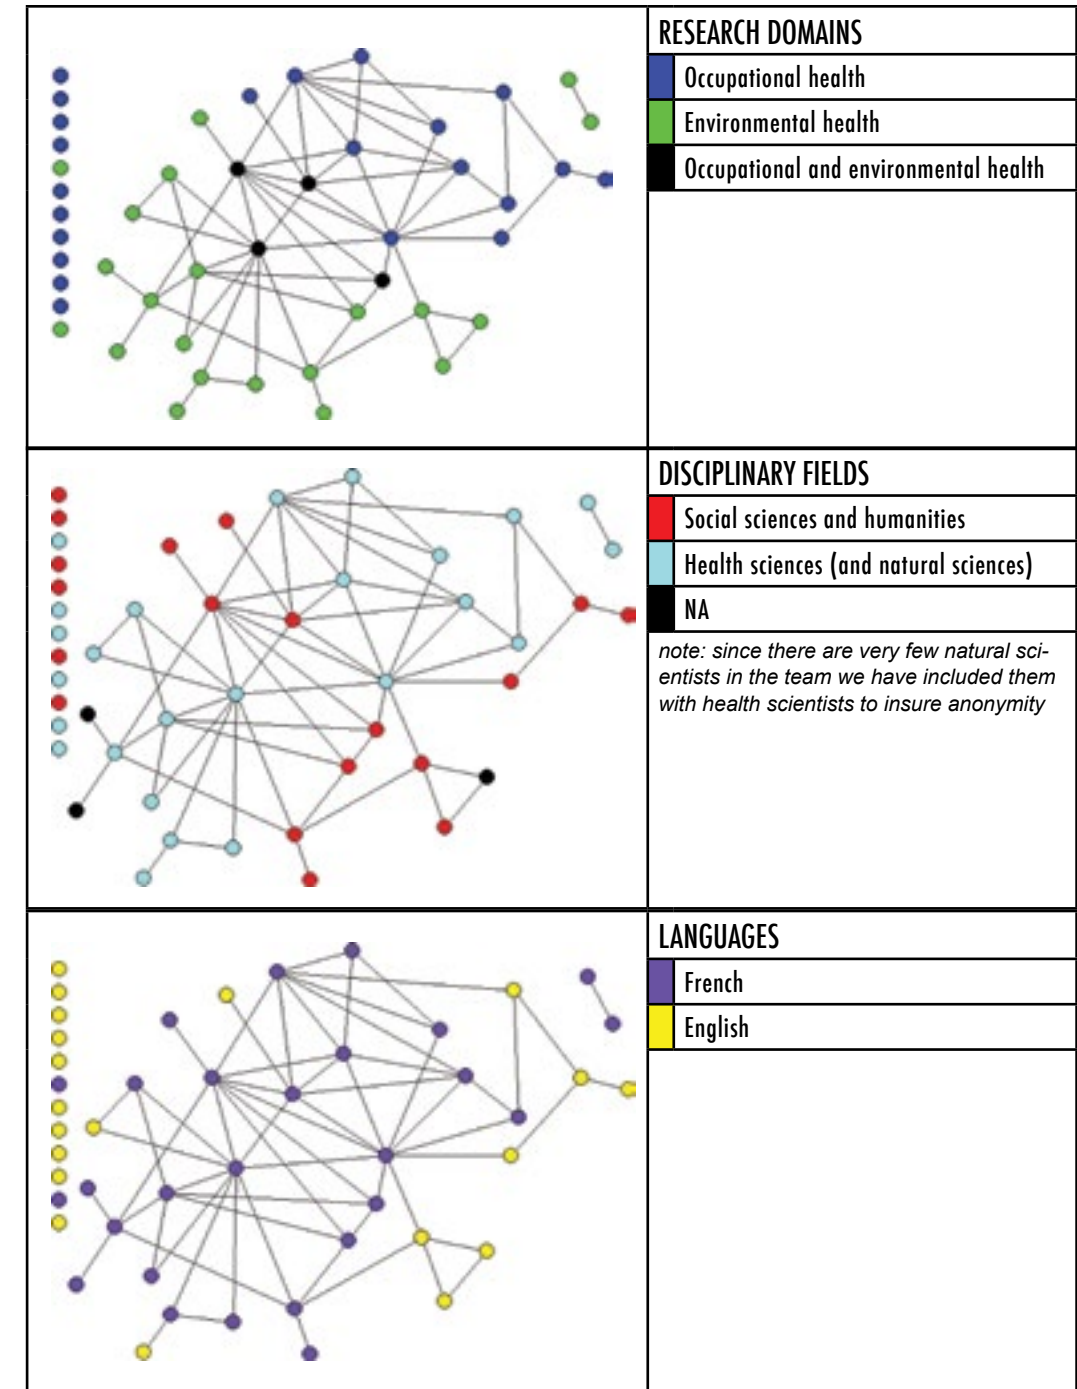 RESEARCH DOMAINS
Occupational health
Environmental health
Occupational and environmental health
DISCIPLINARY FIELDS
Social sciences and humanities
Health sciences (and natural sciences)
NA
note: since there are very few natural sci-
entists in the team we have included them
with health scientists to insure anonymity
LANGUAGES
French
English